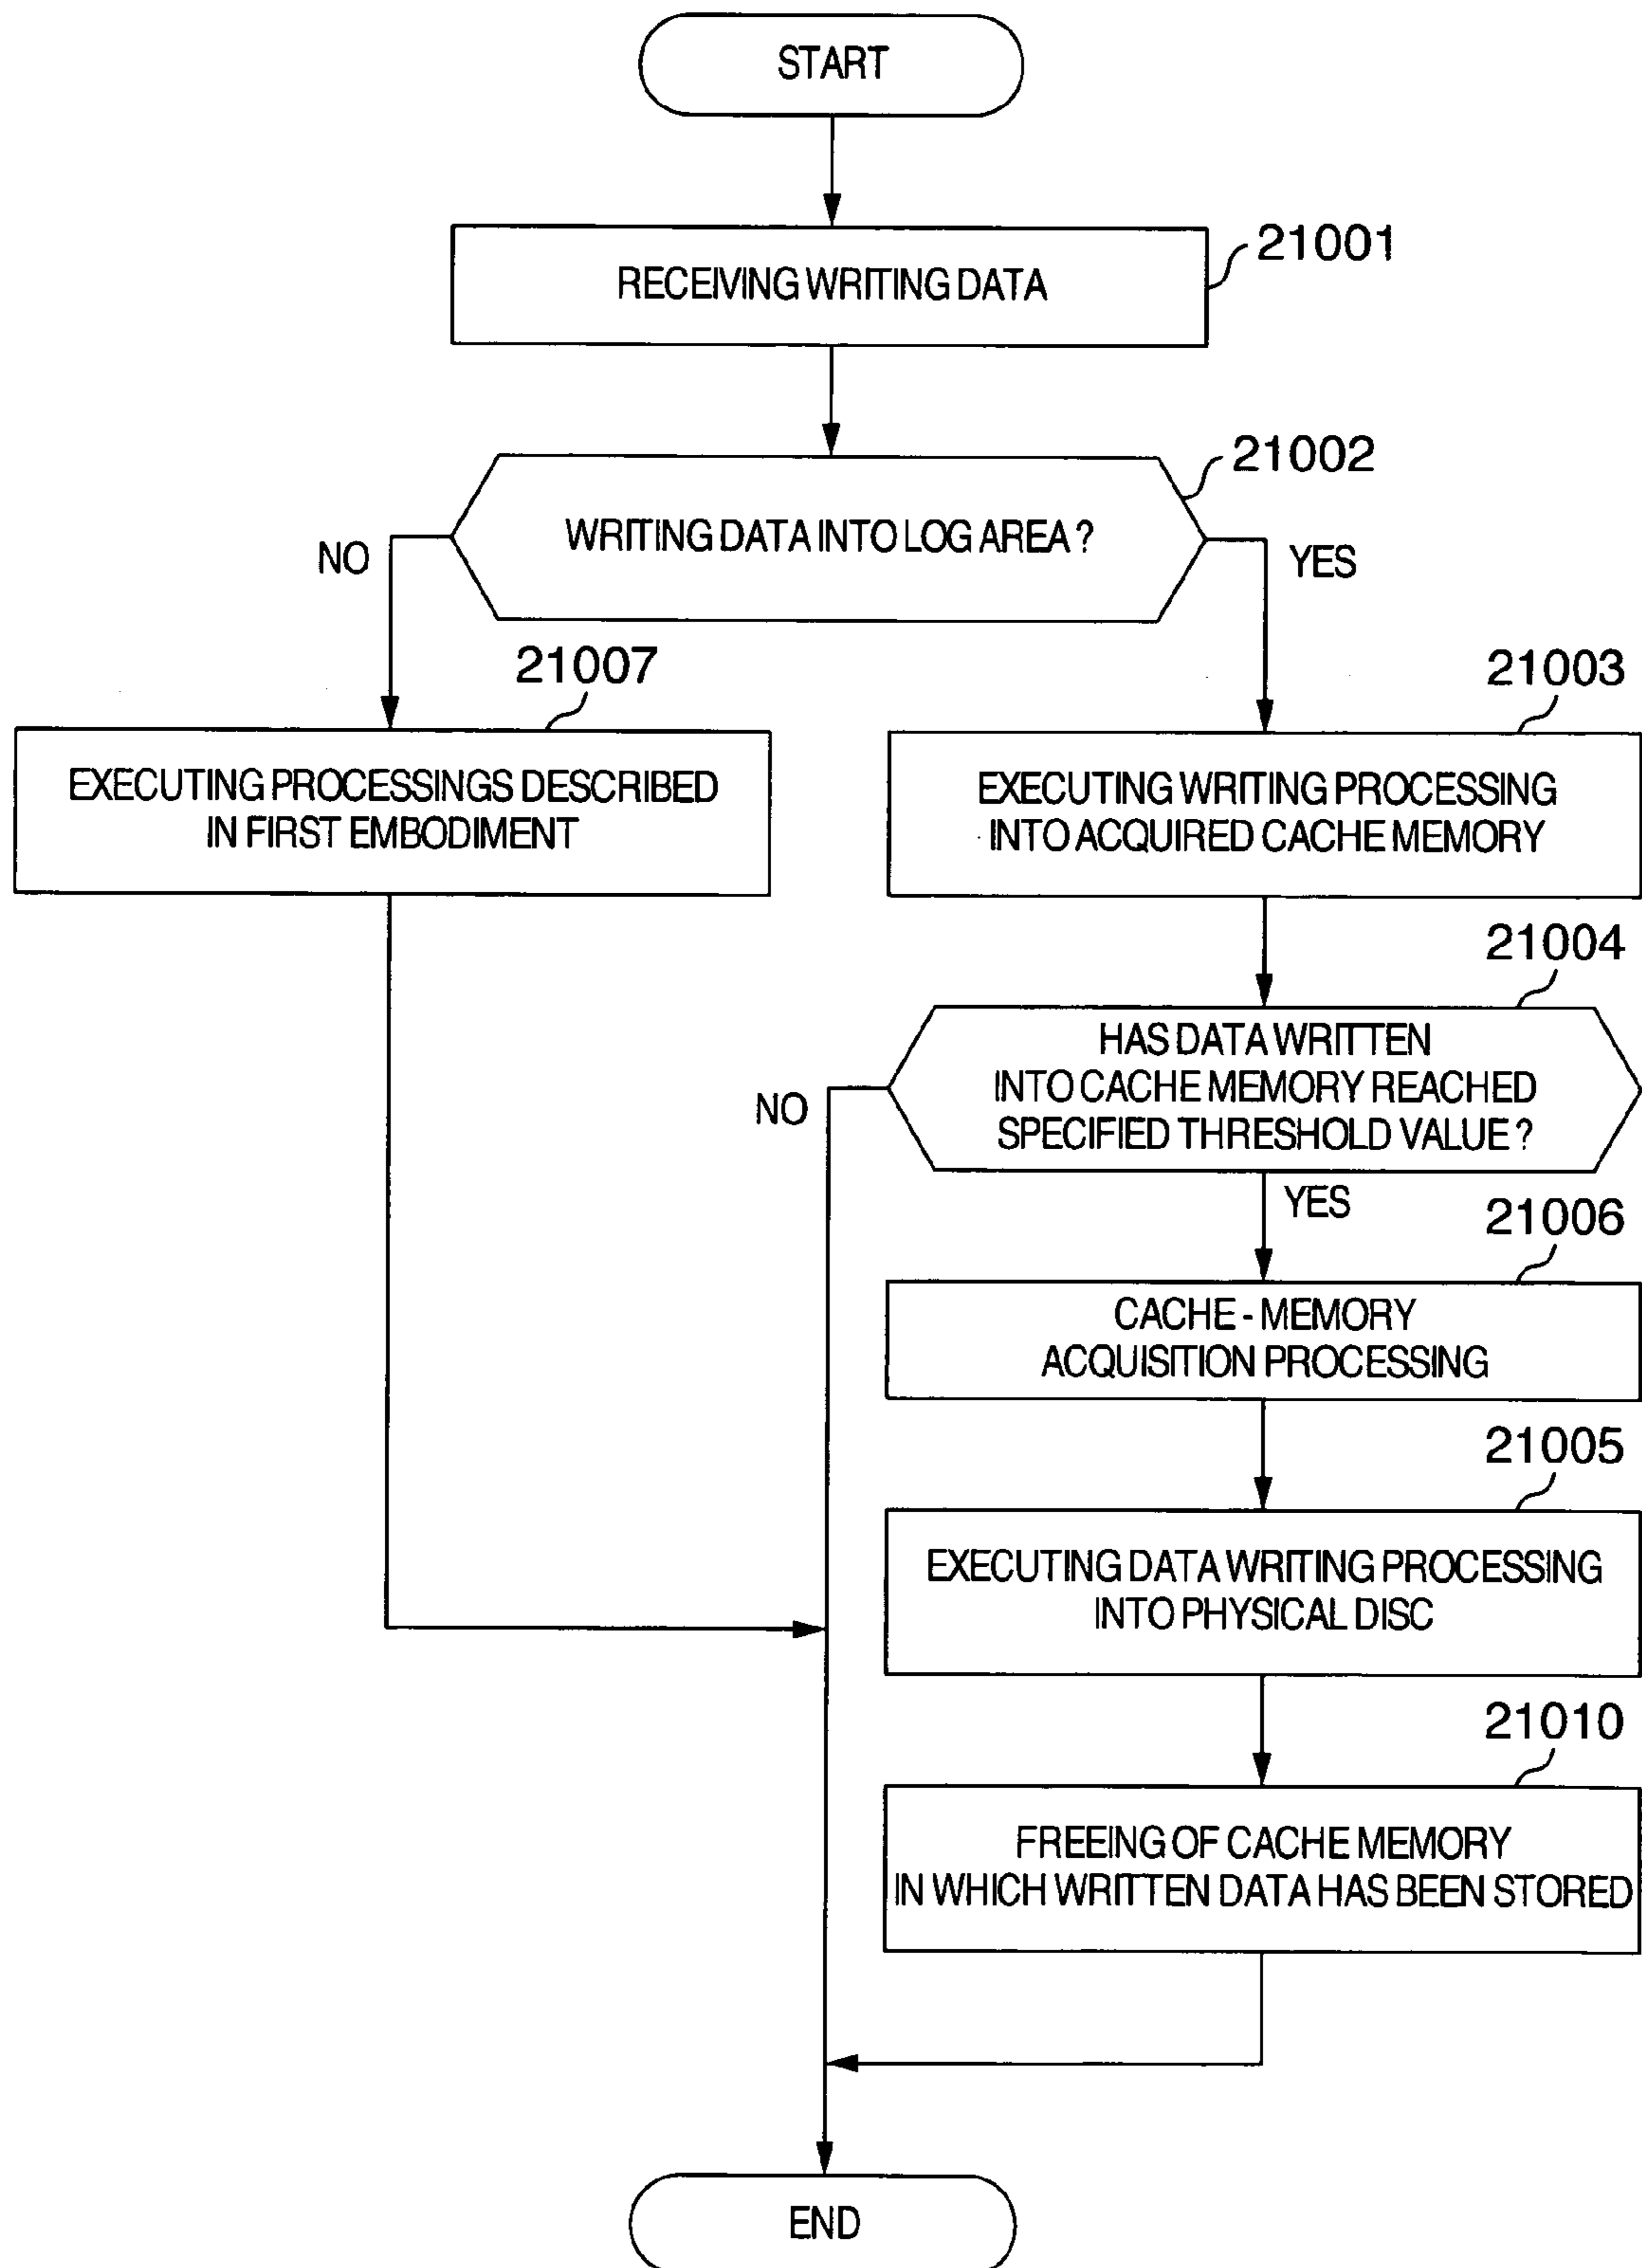 START
21001
RECEIVING WRITING DATA
21002
WRITING DATA INTO LOG AREA ?
NO
YES
21007
EXECUTING PROCESSINGS DESCRIBED
IN FIRST EMBODIMENT
21003
EXECUTING WRITING PROCESSING
INTO ACQUIRED CACHE MEMORY
21004
HAS DATA WRITTEN
INTO CACHE MEMORY REACHED
SPECIFIED THRESHOLD VALUE ?
NO
YES
21006
CACHE - MEMORY
ACQUISITION PROCESSING
21005
EXECUTING DATA WRITING PROCESSING
INTO PHYSICAL DISC
21010
FREEING OF CACHE MEMORY
IN WHICH WRITTEN DATA HAS BEEN STORED
END